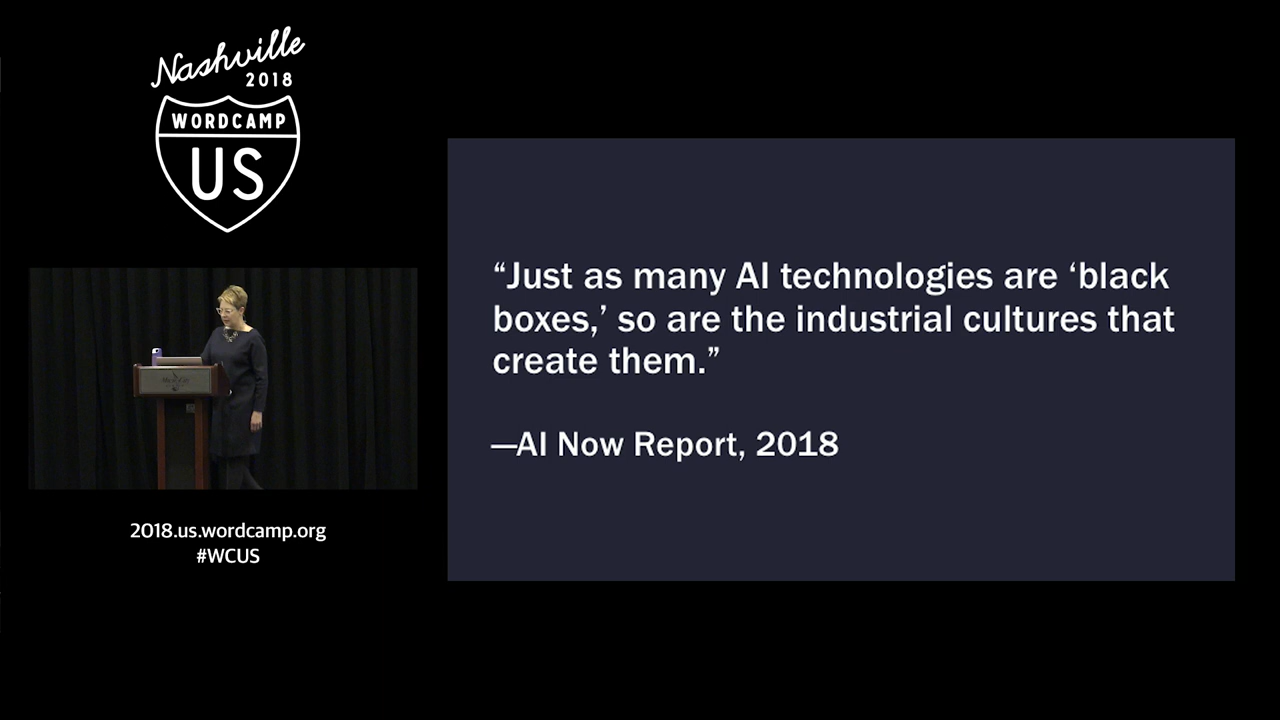 Nashville
2018
WORDCAMP
US
2018.us.wordcamp.org
#WCUS
“Just as many AI technologies are ‘black
boxes,’ so are the industrial cultures that
create them.”
—AI Now Report, 2018